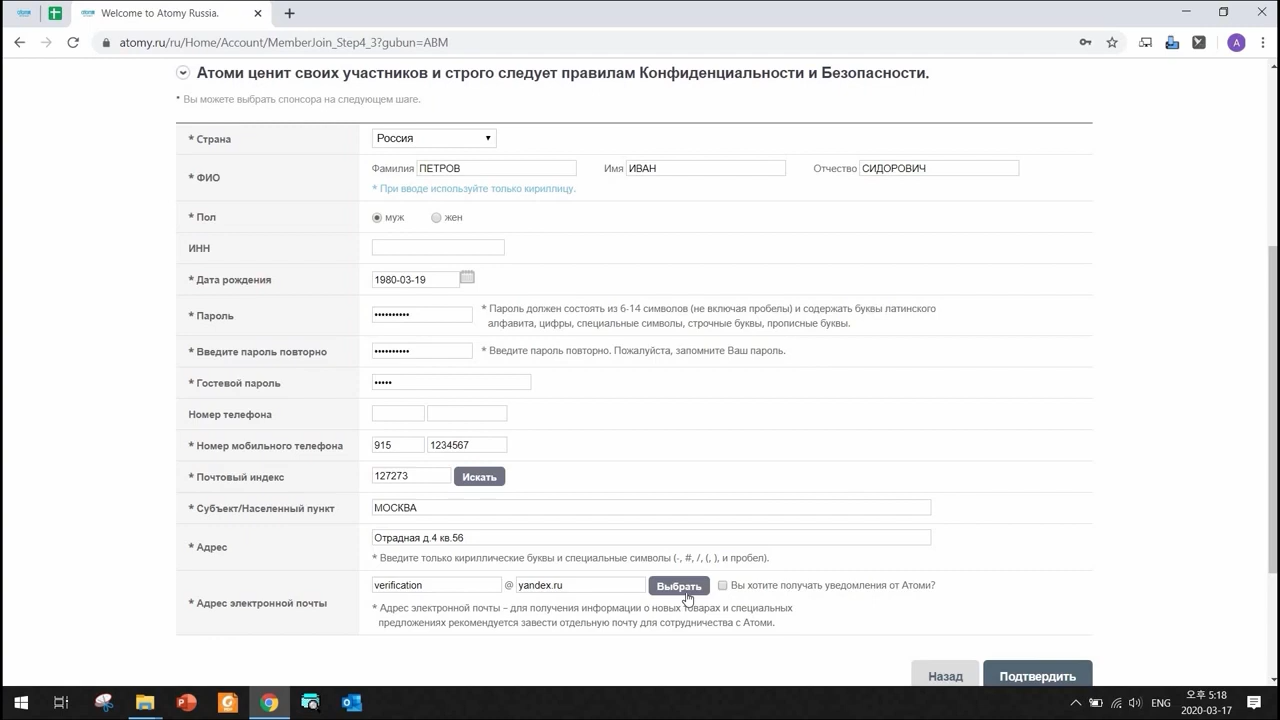 Welcome to Atomy Russia.
atomy.ru/ru/Home/Account/MemberJoin_Step4_3?gubun=ABM
A
Атоми ценит своих участников и строго следует правилам Конфиденциальности и Безопасности.
* Вы можете выбрать спонсора на следующем шаге.
* Страна Россия
* ФИО Фамилия ПЕТРОВ Имя ИВАН Отчество СИДОРОВИЧ
* При вводе используйте только кириллицу.
* Пол муж жен
ИНН
* Дата рождения 1980-03-19
* Пароль •••••••••• * Пароль должен состоять из 6-14 символов (не включая пробелы) и содержать буквы латинского
алфавита, цифры, специальные символы, строчные буквы, прописные буквы.
* Введите пароль повторно •••••••••• * Введите пароль повторно. Пожалуйста, запомните Ваш пароль.
* Гостевой пароль •••••
Номер телефона
* Номер мобильного телефона 915 1234567
* Почтовый индекс 127273 Искать
* Субъект/Населенный пункт МОСКВА
* Адрес Отрадная д.4 кв.56
* Введите только кириллические буквы и специальные символы (-, #, /, (, ), и пробел).
* Адрес электронной почты verification @ yandex.ru Выбрать Вы хотите получать уведомления от Атоми?
* Адрес электронной почты – для получения информации о новых товарах и специальных
предложениях рекомендуется завести отдельную почту для сотрудничества с Атоми.
Назад Подтвердить
ENG 오후 5:18
2020-03-17